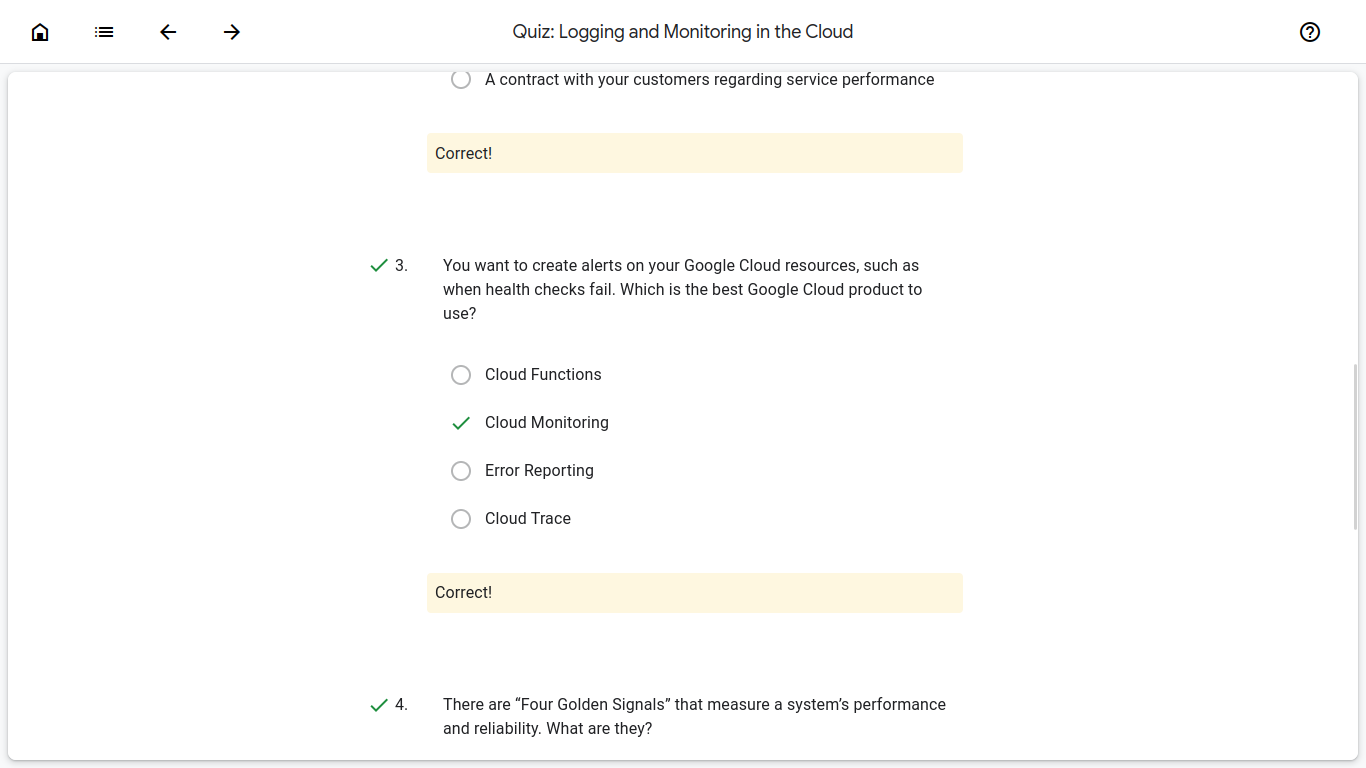 Quiz: Logging and Monitoring in the Cloud
A contract with your customers regarding service performance
Correct!
3.
You want to create alerts on your Google Cloud resources, such as
when health checks fail. Which is the best Google Cloud product to
use?
Cloud Functions
Cloud Monitoring
Error Reporting
Cloud Trace
Correct!
4.
There are “Four Golden Signals” that measure a system’s performance
and reliability. What are they?